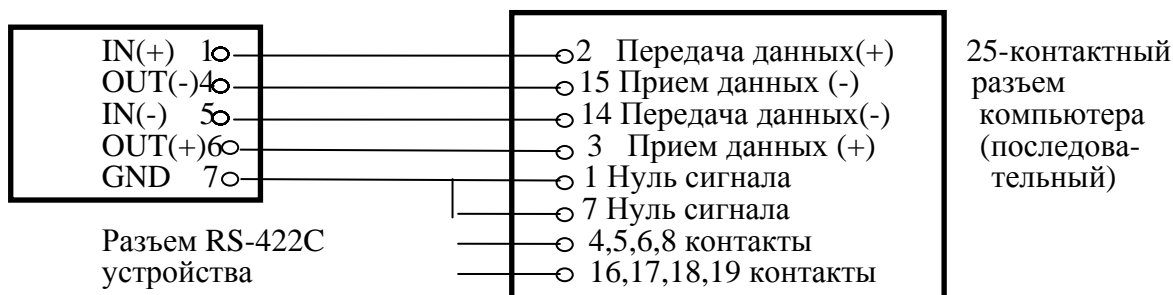 IN(+) 1 2 Передача данных(+) 25-контактный
OUT(-)4 15 Прием данных (-) разъем
IN(-) 5 14 Передача данных(-) компьютера
OUT(+)6 3 Прием данных (+) (последова-
GND 7 1 Нуль сигнала тельный)
7 Нуль сигнала
Разъем RS-422C 4,5,6,8 контакты
устройства 16,17,18,19 контакты